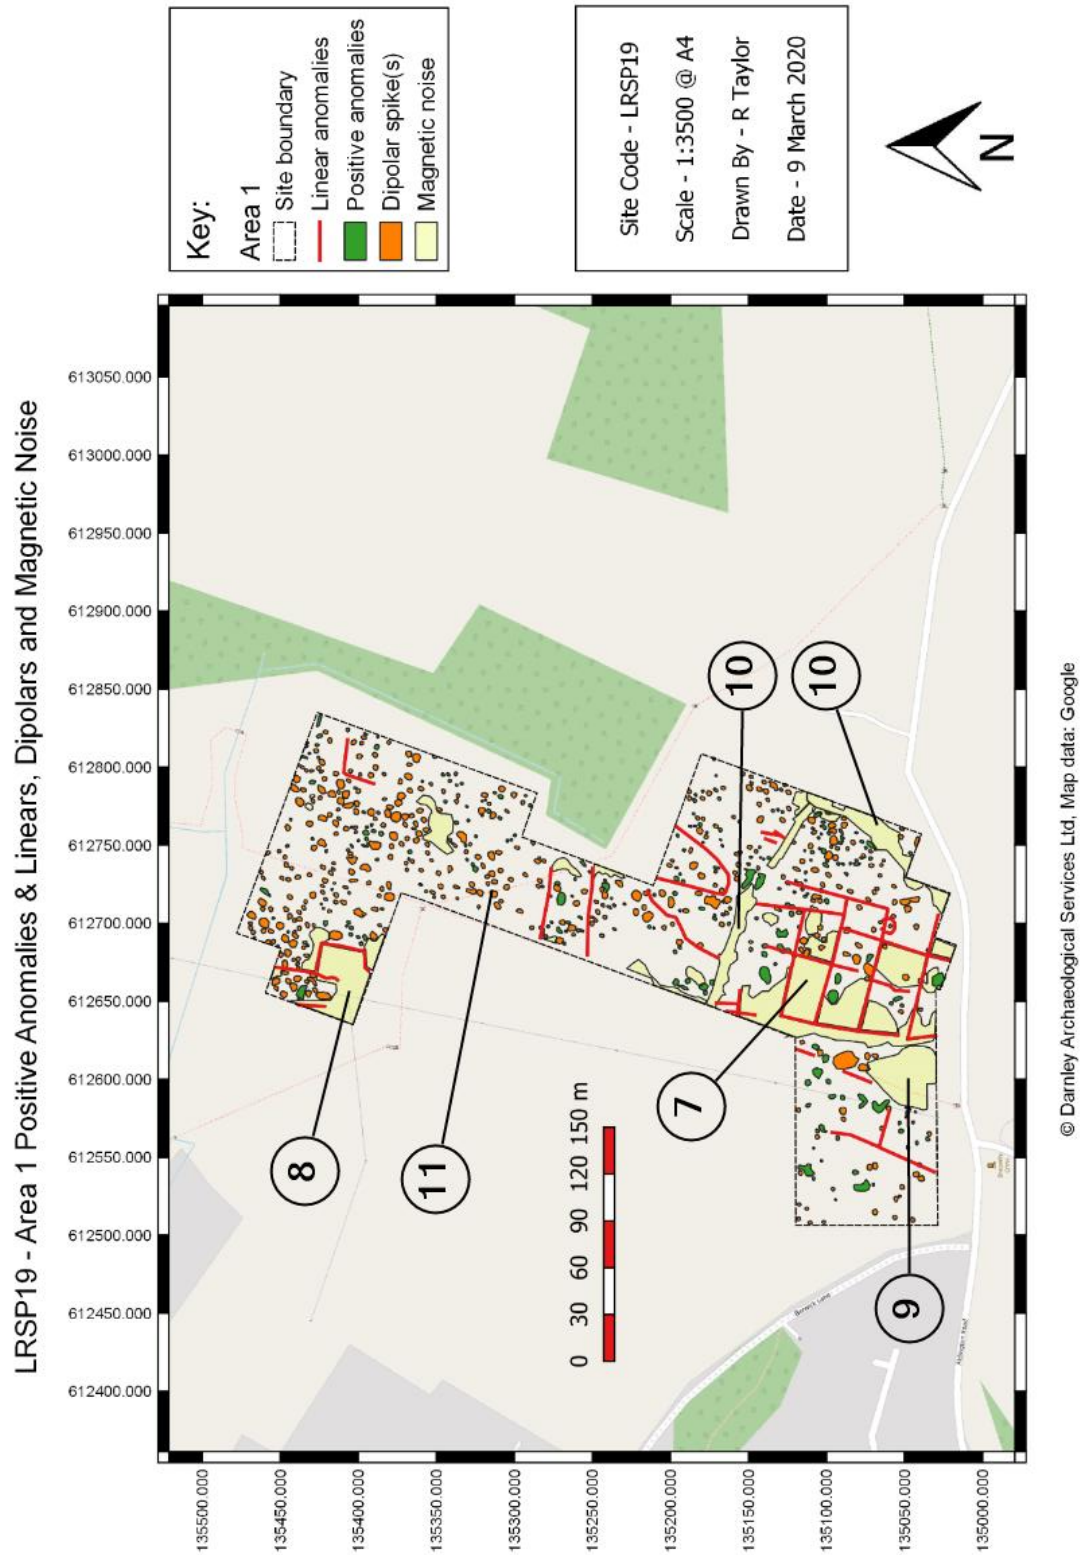 LRSP19 - Area 1 Positive Anomalies & Linears, Dipolars and Magnetic Noise
612400.000
612450.000
612500.000
612550.000
612600.000
612650.000
612700.000
612750.000
612800.000
612850.000
612900.000
612950.000
613000.000
613050.000
135500.000
135450.000
135400.000
135350.000
135300.000
135250.000
135200.000
135150.000
135100.000
135050.000
135000.000
8
11
7
9
10
10
0 30 60 90 120 150 m
Aldington Road
Key:
Area 1
Site boundary
Linear anomalies
Positive anomalies
Dipolar spike(s)
Magnetic noise
Site Code - LRSP19
Scale - 1:3500 @ A4
Drawn By - R Taylor
Date - 9 March 2020
N
© Darnley Archaeological Services Ltd, Map data: Google